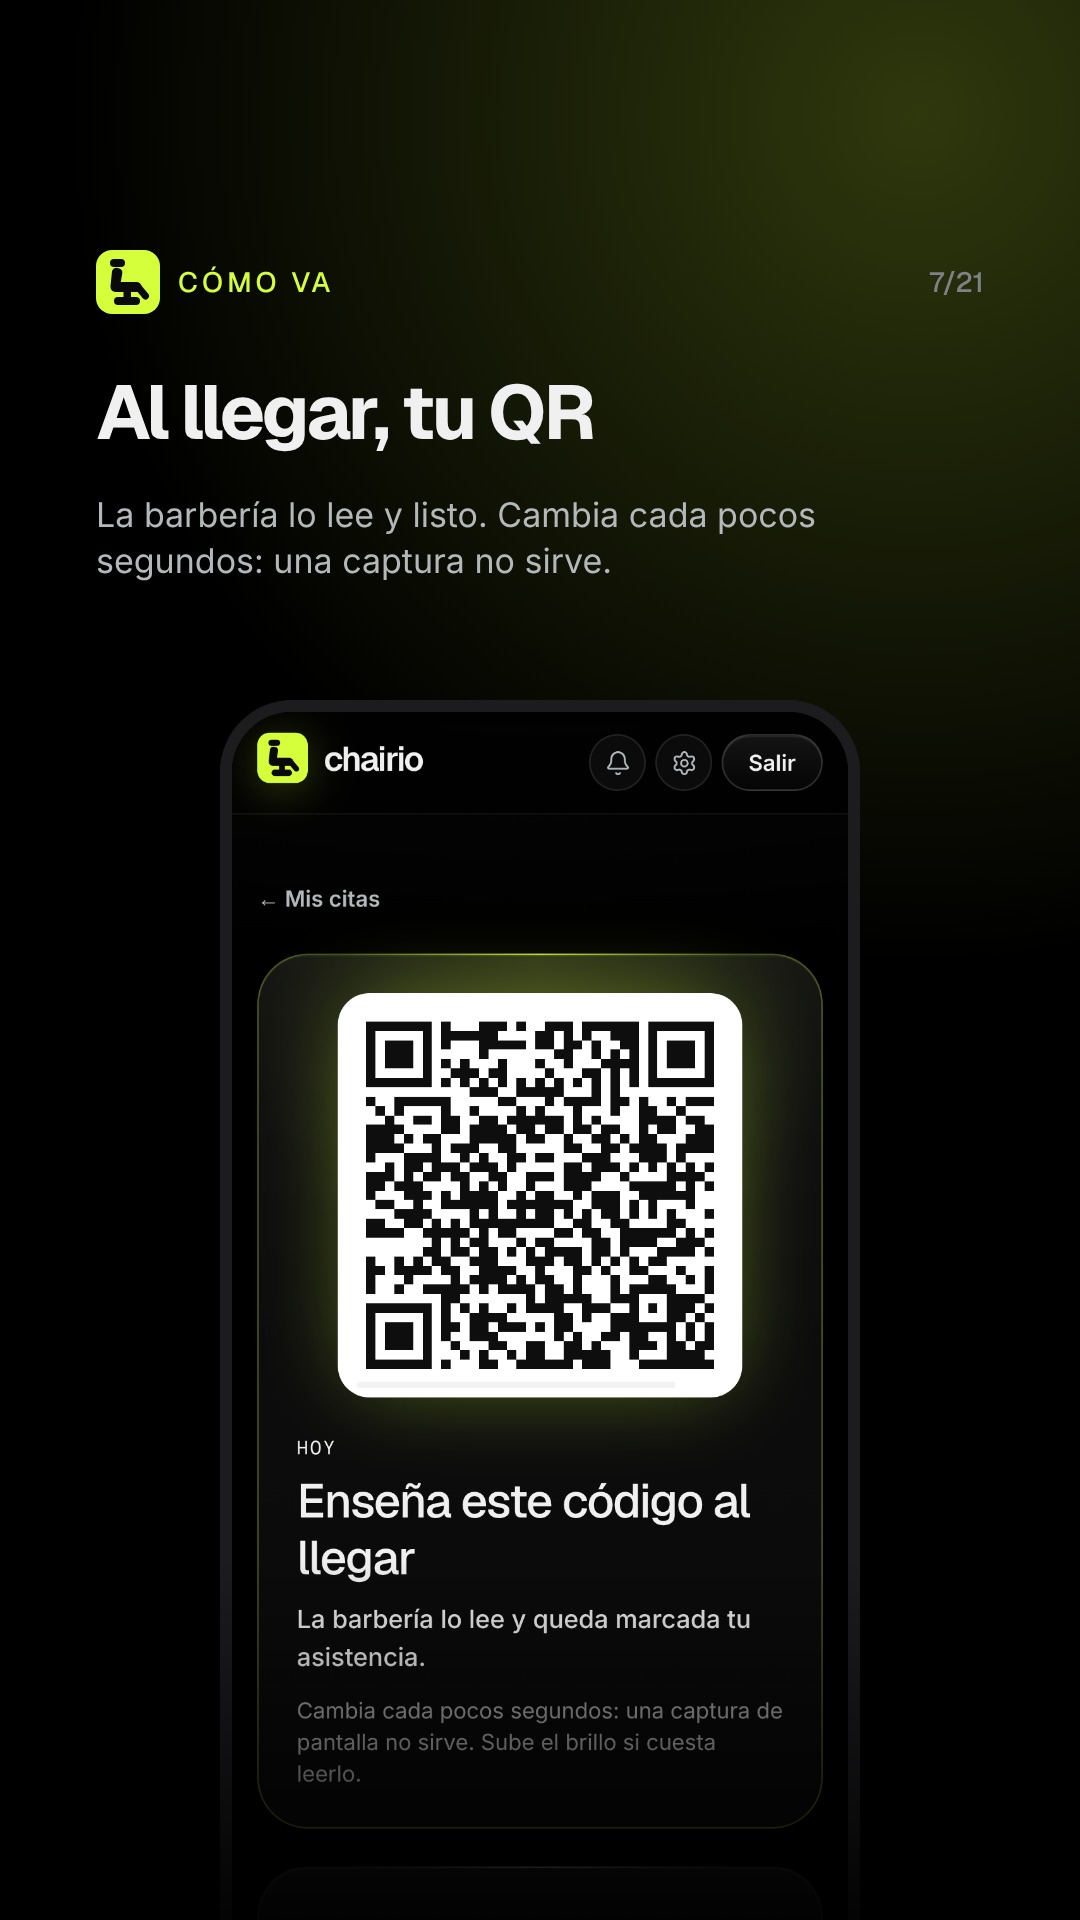 CÓMO VA
7/21
Al llegar, tu QR
La barbería lo lee y listo. Cambia cada pocos
segundos: una captura no sirve.
chairio
Salir
← Mis citas
HOY
Enseña este código al
llegar
La barbería lo lee y queda marcada tu
asistencia.
Cambia cada pocos segundos: una captura de
pantalla no sirve. Sube el brillo si cuesta
leerlo.